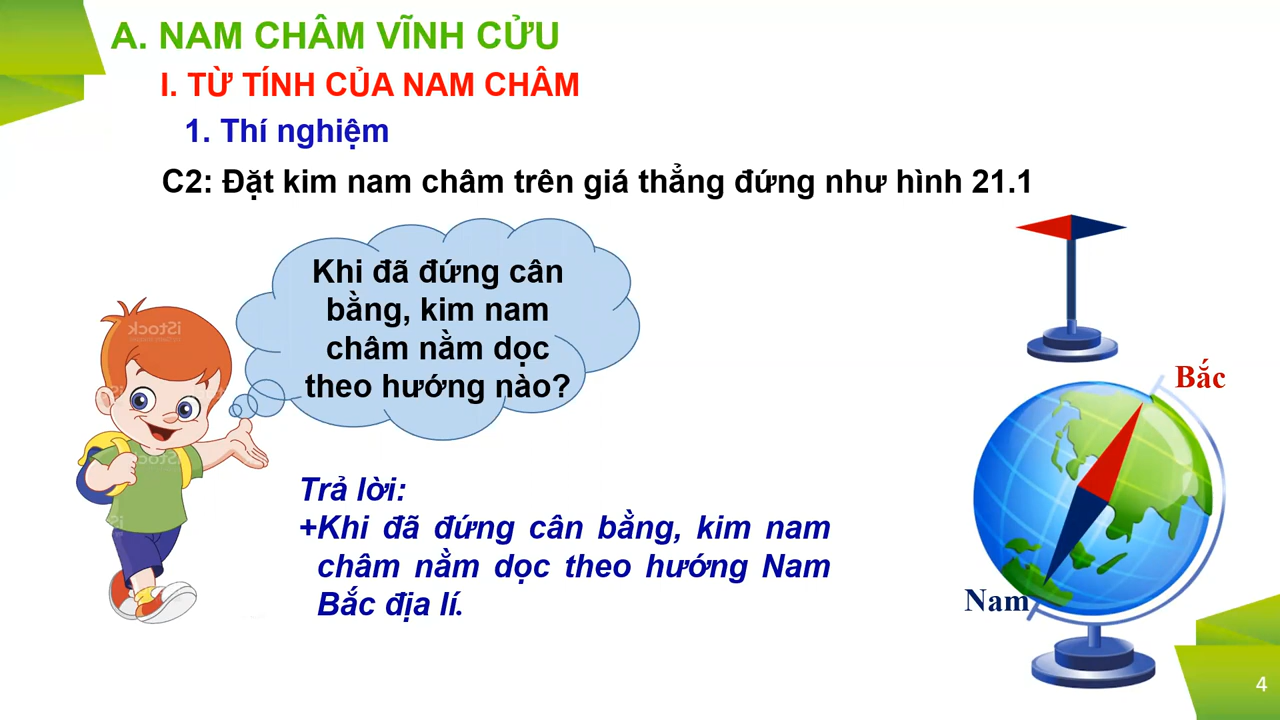 A. NAM CHÂM VĨNH CỬU
I. TỪ TÍNH CỦA NAM CHÂM
1. Thí nghiệm
C2: Đặt kim nam châm trên giá thẳng đứng như hình 21.1
Khi đã đứng cân
bằng, kim nam
châm nằm dọc
theo hướng nào?
Bắc
Trả lời:
+Khi đã đứng cân bằng, kim nam
châm nằm dọc theo hướng Nam
Bắc địa lí.
Nam
4
iStock
iStock